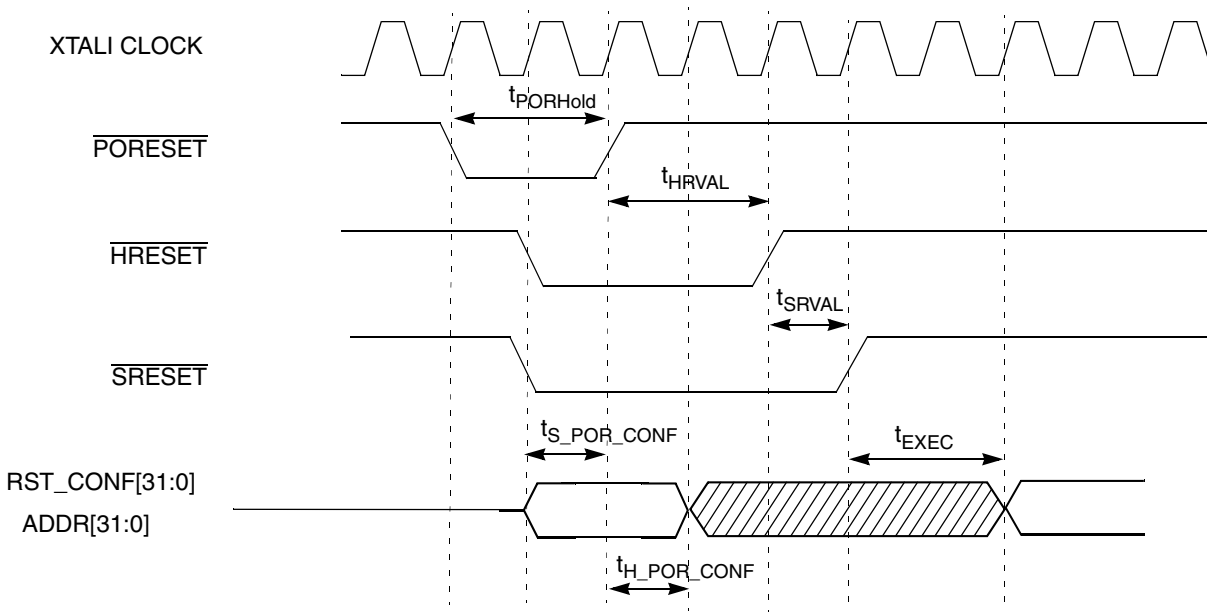 XTALI CLOCK
tPORHold
PORESET
tHRVAL
HRESET
tSRVAL
SRESET
tS_POR_CONF
tEXEC
RST_CONF[31:0]
ADDR[31:0]
tH_POR_CONF